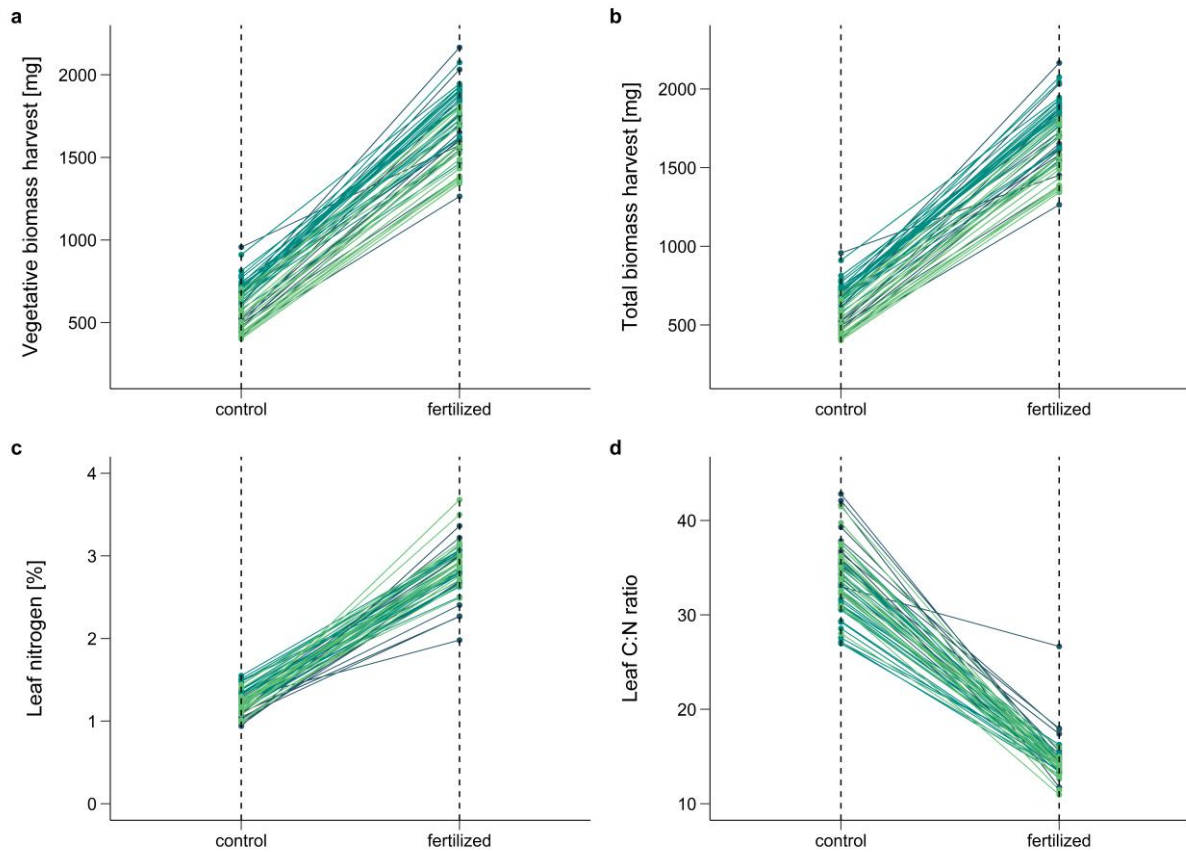 a
Vegetative biomass harvest [mg]
2000
1500
1000
500
control
fertilized
b
Total biomass harvest [mg]
2000
1500
1000
500
control
fertilized
c
Leaf nitrogen [%]
4
3
2
1
0
control
fertilized
d
Leaf C:N ratio
40
30
20
10
control
fertilized